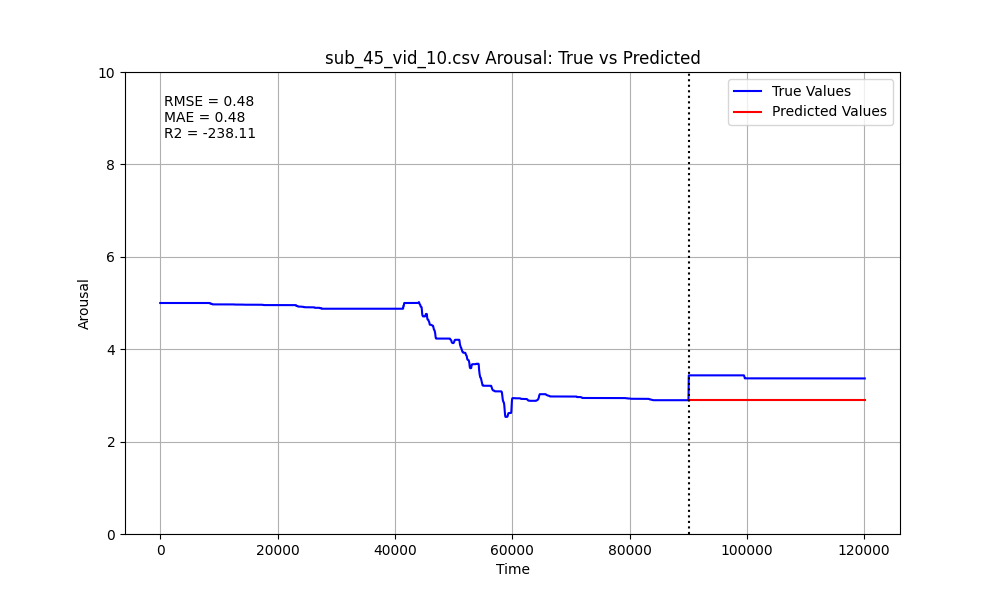 sub_45_vid_10.csv Arousal: True vs Predicted
RMSE = 0.48
MAE = 0.48
R2 = -238.11
True Values
Predicted Values
10
8
6
4
2
0
Arousal
0
20000
40000
60000
80000
100000
120000
Time